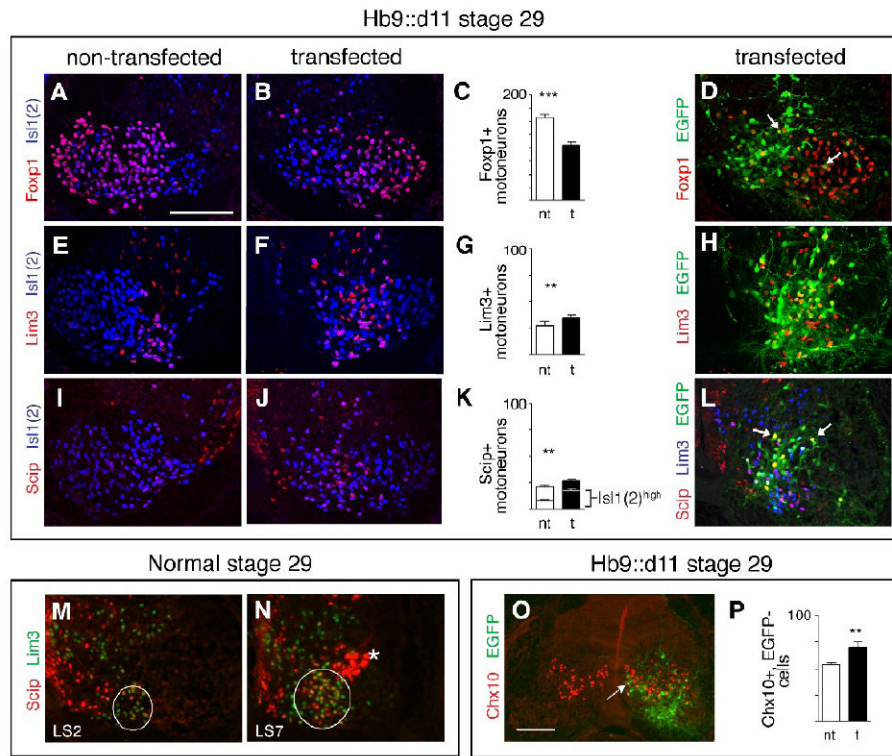 Hb9::d11 stage 29
non-transfected transfected transfected
A B C D
Foxp1 Isl1(2)
200
***
Foxp1+
motoneurons
nt t
Foxp1 EGFP
E F G H
Lim3 Isl1(2)
100
**
Lim3+
motoneurons
nt t
Lim3 EGFP
I J K L
Scip Isl1(2)
100
**
Scip+
motoneurons
Isl1(2)high
nt t
Scip Lim3 EGFP
Normal stage 29 Hb9::d11 stage 29
M N O P
Scip Lim3
*
LS2 LS7
Chx10 EGFP
100
**
Chx10+, EGFP-
cells
nt t